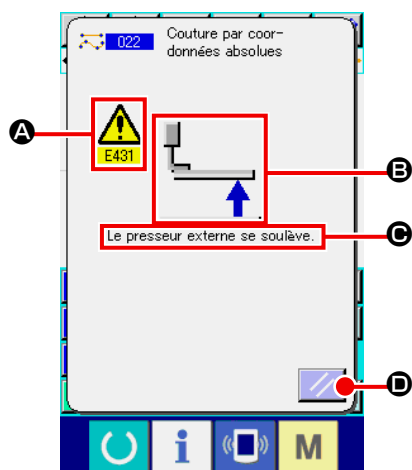 022 Couture par coor-
données absolues
A
E431
B
Le presseur externe se soulève.
C
D
i
M